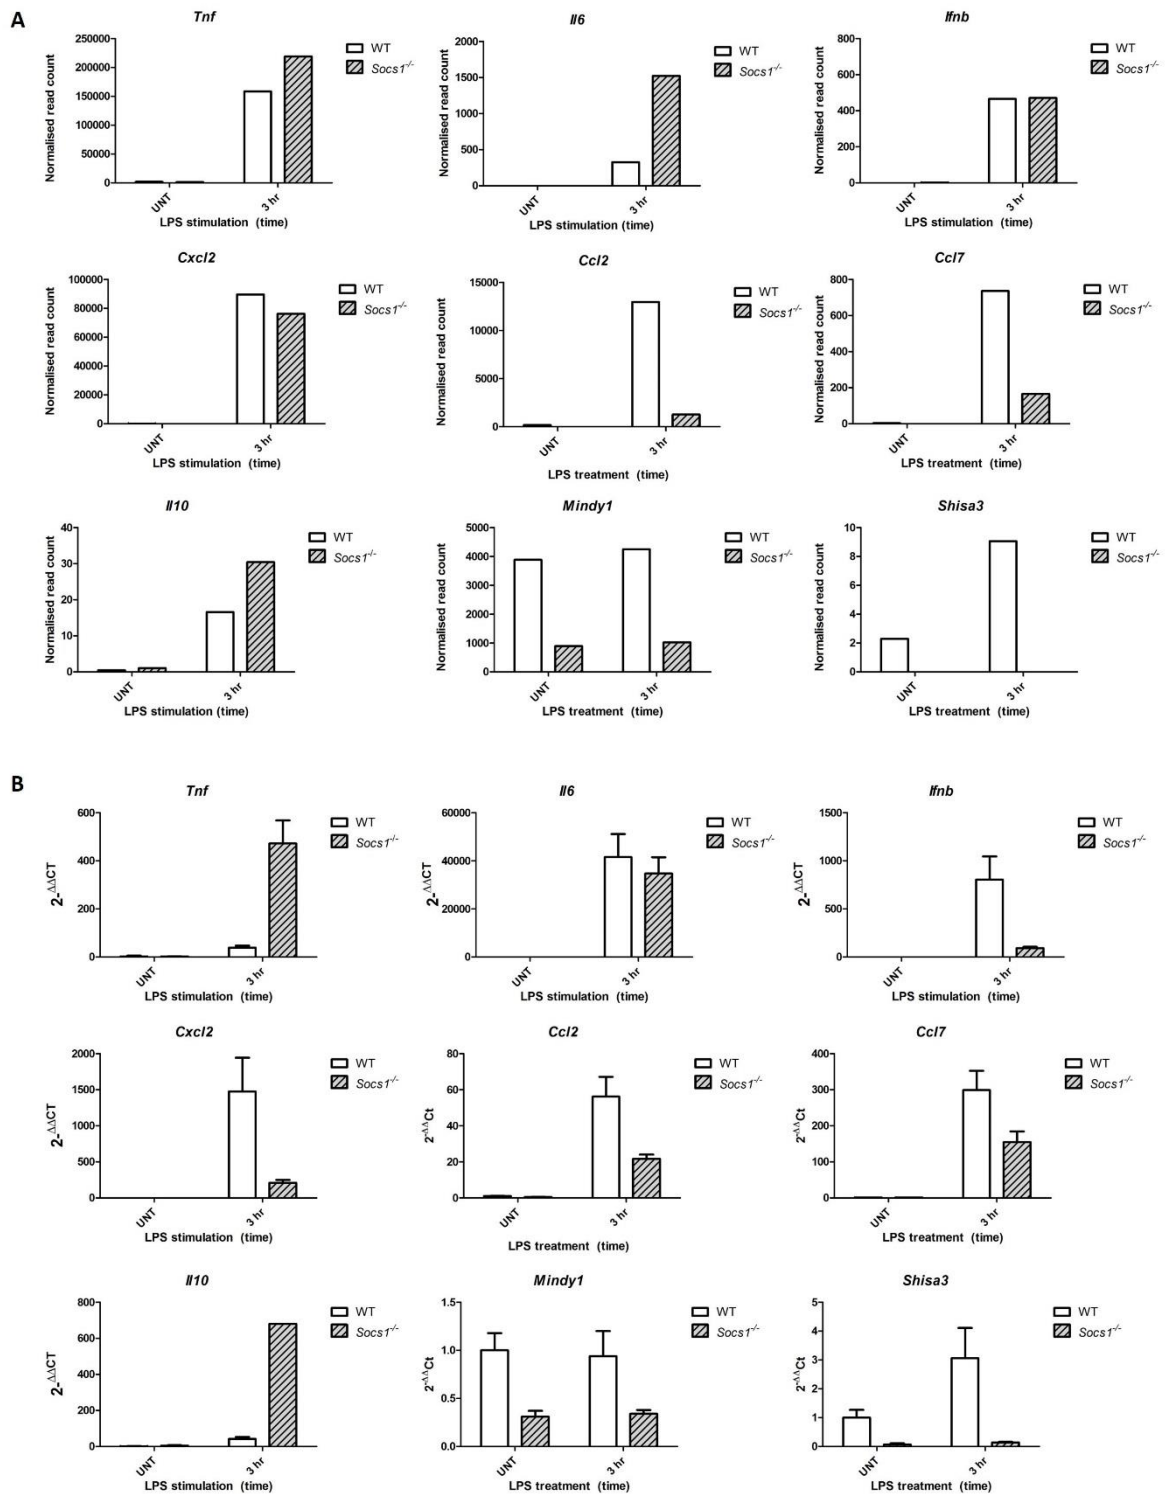 A
Tnf
Normalised read count
250000
200000
150000
100000
50000
0
UNT
3 hr
LPS stimulation (time)
WT
Socs1-/-
Il6
Normalised read count
2000
1500
1000
500
0
UNT
3 hr
LPS stimulation (time)
WT
Socs1-/-
Ifnb
Normalised read count
800
600
400
200
0
UNT
3 hr
LPS stimulation (time)
WT
Socs1-/-
Cxcl2
Normalised read count
100000
80000
60000
40000
20000
0
UNT
3 hr
LPS stimulation (time)
WT
Socs1-/-
Ccl2
Normalised read count
15000
10000
5000
0
UNT
3 hr
LPS treatment (time)
WT
Socs1-/-
Ccl7
Normalised read count
800
600
400
200
0
UNT
3 hr
LPS treatment (time)
WT
Socs1-/-
Il10
Normalised read count
40
30
20
10
0
UNT
3 hr
LPS stimulation (time)
WT
Socs1-/-
Mindy1
Normalised read count
5000
4000
3000
2000
1000
0
UNT
3 hr
LPS treatment (time)
WT
Socs1-/-
Shisa3
Normalised read count
10
8
6
4
2
0
UNT
3 hr
LPS treatment (time)
WT
Socs1-/-
B
Tnf
2-ΔΔCT
600
400
200
0
UNT
3 hr
LPS stimulation (time)
WT
Socs1-/-
Il6
2-ΔΔCT
60000
40000
20000
0
UNT
3 hr
LPS stimulation (time)
WT
Socs1-/-
Ifnb
2-ΔΔCT
1500
1000
500
0
UNT
3 hr
LPS stimulation (time)
WT
Socs1-/-
Cxcl2
2-ΔΔCT
2000
1500
1000
500
0
UNT
3 hr
LPS stimulation (time)
WT
Socs1-/-
Ccl2
2-ΔΔCt
80
60
40
20
0
UNT
3 hr
LPS treatment (time)
WT
Socs1-/-
Ccl7
2-ΔΔCt
400
300
200
100
0
UNT
3 hr
LPS treatment (time)
WT
Socs1-/-
Il10
2-ΔΔCT
800
600
400
200
0
UNT
3 hr
LPS stimulation (time)
WT
Socs1-/-
Mindy1
2-ΔΔCt
1.5
1.0
0.5
0.0
UNT
3 hr
LPS treatment (time)
WT
Socs1-/-
Shisa3
2-ΔΔCt
5
4
3
2
1
0
UNT
3 hr
LPS treatment (time)
WT
Socs1-/-